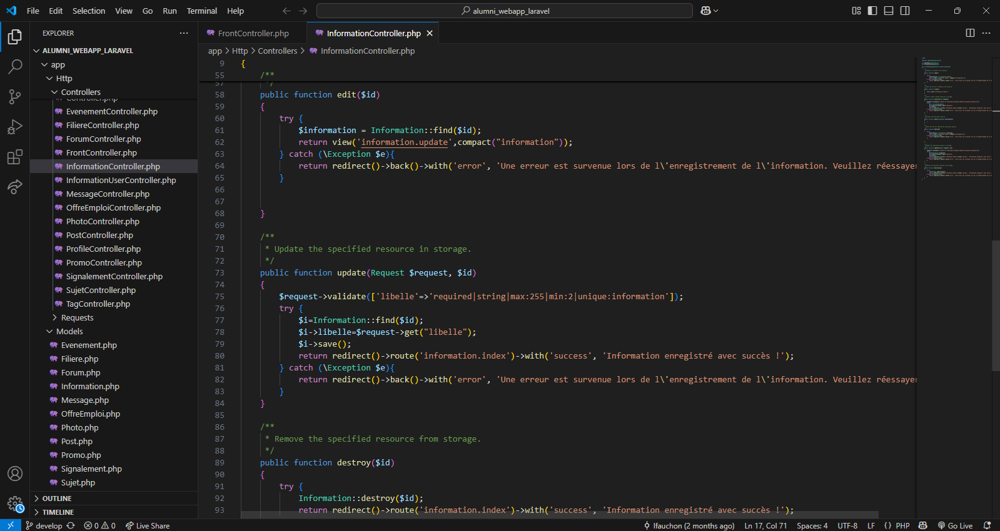 File Edit Selection View Go Run Terminal Help
alumni_webapp_laravel
EXPLORER
ALUMNI_WEBAPP_LARAVEL
app
Http
Controllers
Controller.php
EvenementController.php
FiliereController.php
ForumController.php
FrontController.php
InformationController.php
InformationUserController.php
MessageController.php
OffreEmploiController.php
PhotoController.php
PostController.php
ProfileController.php
PromoController.php
SignalementController.php
SujetController.php
TagController.php
Requests
Models
Evenement.php
Filiere.php
Forum.php
Information.php
Message.php
OffreEmploi.php
Photo.php
Post.php
Promo.php
Signalement.php
Sujet.php
OUTLINE
TIMELINE
FrontController.php InformationController.php
app > Http > Controllers > InformationController.php
9 {
55 /**
57 */
58 public function edit($id)
59 {
60 try {
61 $information = Information::find($id);
62 return view('information.update',compact("information"));
63 } catch (\Exception $e){
64 return redirect()->back()->with('error', 'Une erreur est survenue lors de l\'enregistrement de l\'information. Veuillez réessayer
65 }
66
67
68 }
69
70 /**
71 * Update the specified resource in storage.
72 */
73 public function update(Request $request, $id)
74 {
75 $request->validate(['libelle'=>'required|string|max:255|min:2|unique:information']);
76 try {
77 $i=Information::find($id);
78 $i->libelle=$request->get("libelle");
79 $i->save();
80 return redirect()->route('information.index')->with('success', 'Information enregistré avec succès !');
81 } catch (\Exception $e){
82 return redirect()->back()->with('error', 'Une erreur est survenue lors de l\'enregistrement de l\'information. Veuillez réessayer
83 }
84 }
85
86 /**
87 * Remove the specified resource from storage.
88 */
89 public function destroy($id)
90 {
91 try {
92 Information::destroy($id);
93 return redirect()->route('information.index')->with('success', 'Information enregistré avec succès !');
develop 0 0 Live Share
lfauchon (2 months ago) Ln 17, Col 71 Spaces: 4 UTF-8 LF {} PHP Go Live